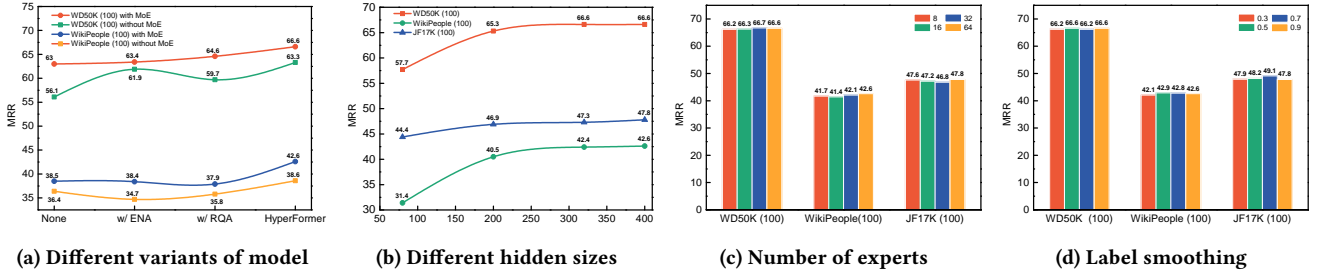 WD50K (100) with MoE
WD50K (100) without MoE
WikiPeople (100) with MoE
WikiPeople (100) without MoE
MRR
75
70
65
60
55
50
45
40
35
63
63.4
64.6
66.6
56.1
61.9
59.7
63.3
38.5
38.4
37.9
42.6
36.4
34.7
35.8
38.6
None
w/ ENA
w/ RQA
HyperFormer
(a) Different variants of model
WD50K (100)
WikiPeople (100)
JF17K (100)
MRR
75
70
65
60
55
50
45
40
35
30
57.7
65.3
66.6
66.6
44.4
46.9
47.3
47.8
31.4
40.5
42.4
42.6
50
100
150
200
250
300
350
400
(b) Different hidden sizes
8
32
16
64
MRR
70
60
50
40
30
20
10
0
66.2 66.3 66.7 66.6
41.7 41.4 42.1 42.6
47.6 47.2 46.8 47.8
WD50K (100)
WikiPeople(100)
JF17K (100)
(c) Number of experts
0.3
0.7
0.5
0.9
MRR
70
60
50
40
30
20
10
0
66.2 66.6 66.2 66.6
42.1 42.9 42.8 42.6
47.9 48.2 49.1 47.8
WD50K (100)
WikiPeople (100)
JF17K (100)
(d) Label smoothing